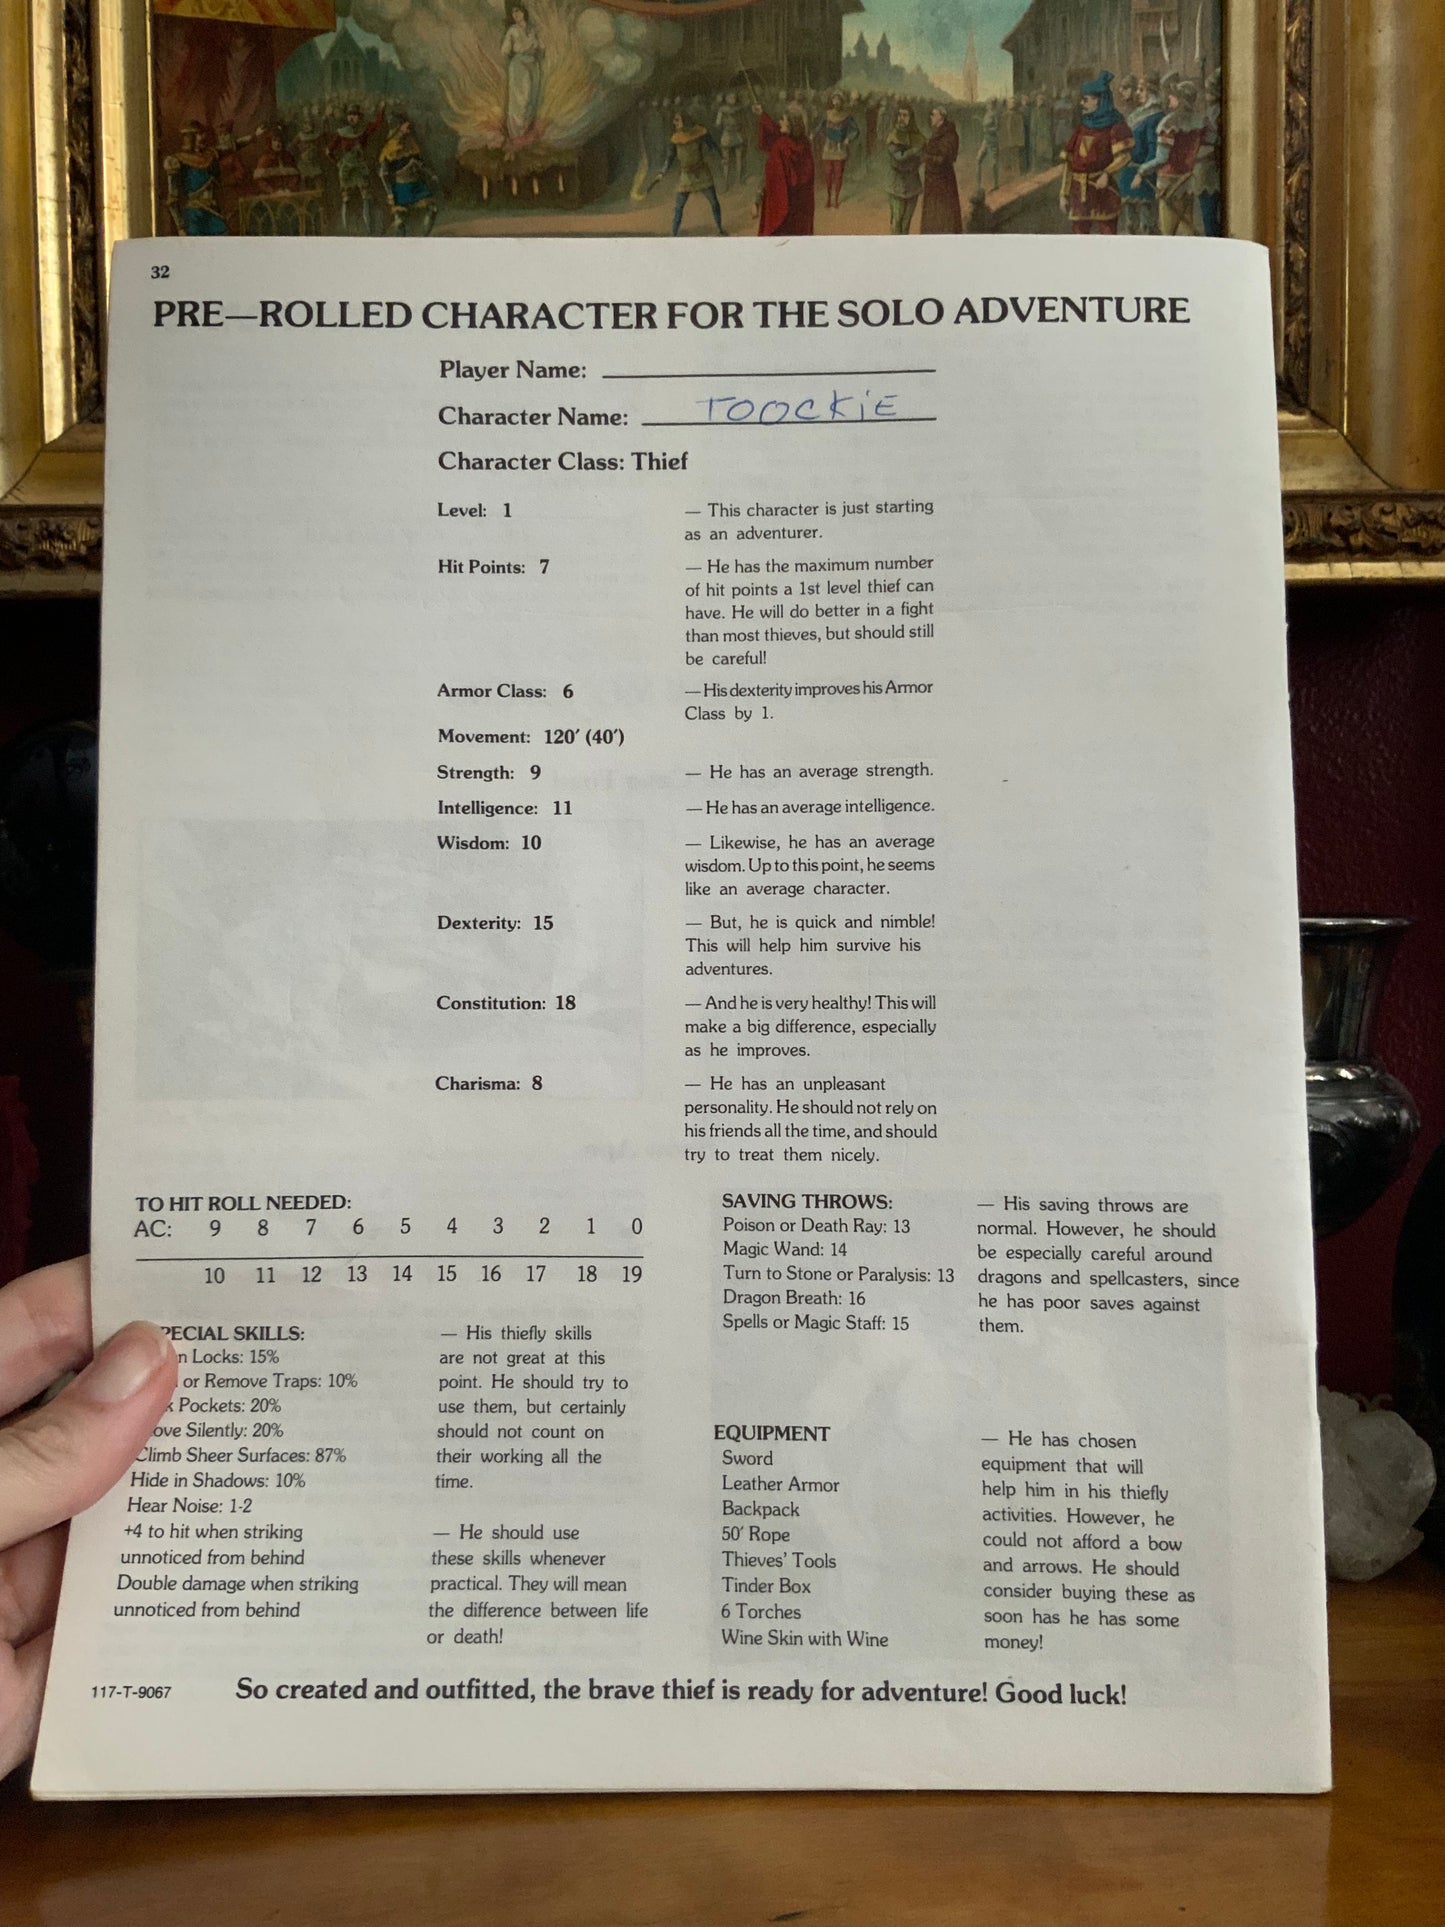 32
PRE—ROLLED CHARACTER FOR THE SOLO ADVENTURE
Player Name:
Character Name: TOOCKiE
Character Class: Thief
Level: 1
— This character is just starting
as an adventurer.
Hit Points: 7
— He has the maximum number
of hit points a 1st level thief can
have. He will do better in a fight
than most thieves, but should still
be careful!
Armor Class: 6
— His dexterity improves his Armor
Class by 1.
Movement: 120′ (40′)
Strength: 9
— He has an average strength.
Intelligence: 11
— He has an average intelligence.
Wisdom: 10
— Likewise, he has an average
wisdom. Up to this point, he seems
like an average character.
Dexterity: 15
— But, he is quick and nimble!
This will help him survive his
adventures.
Constitution: 18
— And he is very healthy! This will
make a big difference, especially
as he improves.
Charisma: 8
— He has an unpleasant
personality. He should not rely on
his friends all the time, and should
try to treat them nicely.
TO HIT ROLL NEEDED:
AC: 9 8 7 6 5 4 3 2 1 0
10 11 12 13 14 15 16 17 18 19
PECIAL SKILLS:
n Locks: 15%
or Remove Traps: 10%
k Pockets: 20%
ove Silently: 20%
Climb Sheer Surfaces: 87%
Hide in Shadows: 10%
Hear Noise: 1-2
+4 to hit when striking
unnoticed from behind
Double damage when striking
unnoticed from behind
— His thiefly skills
are not great at this
point. He should try to
use them, but certainly
should not count on
their working all the
time.
— He should use
these skills whenever
practical. They will mean
the difference between life
or death!
SAVING THROWS:
Poison or Death Ray: 13
Magic Wand: 14
Turn to Stone or Paralysis: 13
Dragon Breath: 16
Spells or Magic Staff: 15
— His saving throws are
normal. However, he should
be especially careful around
dragons and spellcasters, since
he has poor saves against
them.
EQUIPMENT
Sword
Leather Armor
Backpack
50′ Rope
Thieves' Tools
Tinder Box
6 Torches
Wine Skin with Wine
— He has chosen
equipment that will
help him in his thiefly
activities. However, he
could not afford a bow
and arrows. He should
consider buying these as
soon has he has some
money!
117-T-9067
So created and outfitted, the brave thief is ready for adventure! Good luck!